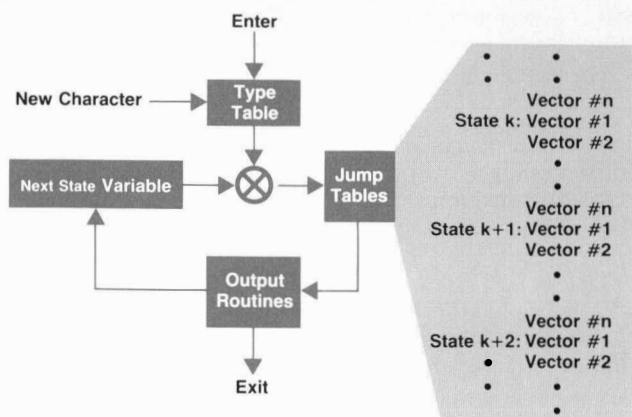 Enter
New Character
Type
Table
Next State Variable
Jump
Tables
Output
Routines
Exit
Vector #n
State k: Vector #1
Vector #2
Vector #n
State k+1: Vector #1
Vector #2
Vector #n
State k+2: Vector #1
Vector #2